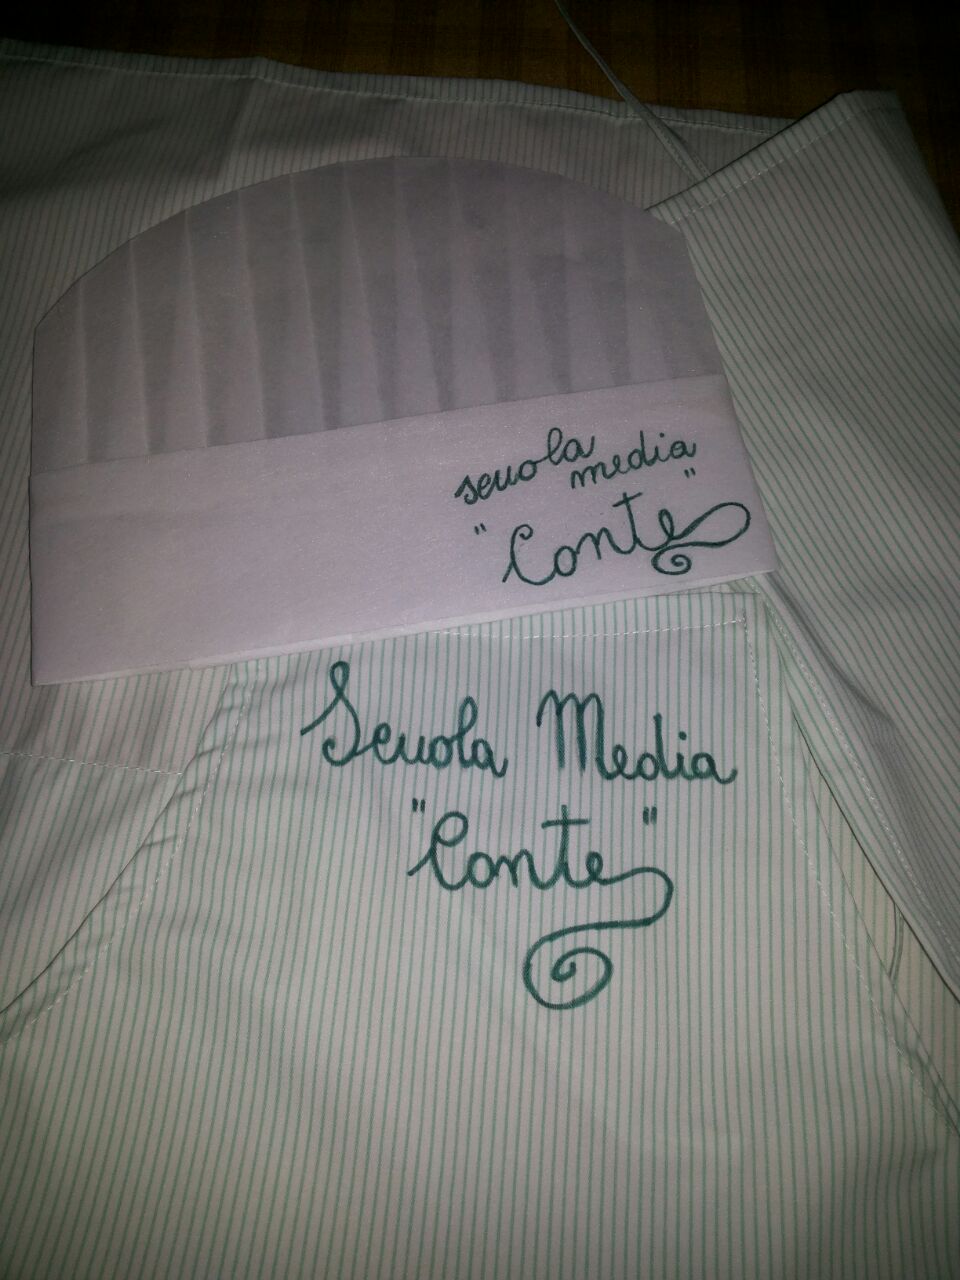 scuola
media
"Conte"
Scuola Media
"Conte"